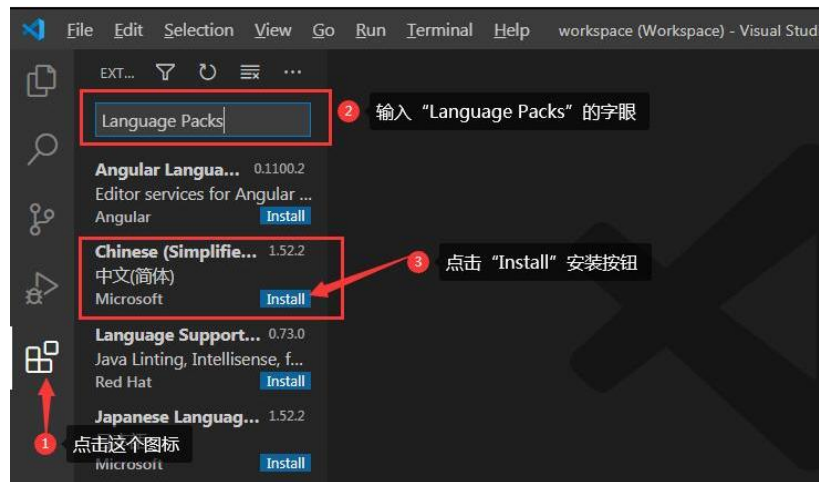 File Edit Selection View Go Run Terminal Help workspace (Workspace) - Visual Stud
EXT...
Language Packs
2 输入 “Language Packs” 的字眼
Angular Langua... 0.1100.2
Editor services for Angular ...
Angular Install
Chinese (Simplifie... 1.52.2
中文(简体)
Microsoft Install
3 点击 “Install” 安装按钮
Language Support... 0.73.0
Java Linting, Intellisense, f...
Red Hat Install
Japanese Languag... 1.52.2
1 点击这个图标
Microsoft Install